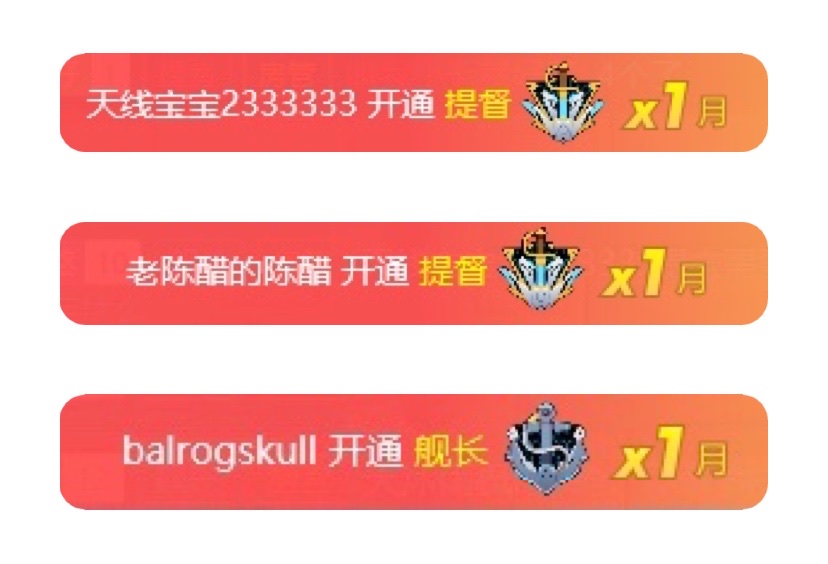 天线宝宝2333333 开通 提督 x1月
老陈醋的陈醋 开通 提督 x1月
balrogskull 开通 舰长 x1月